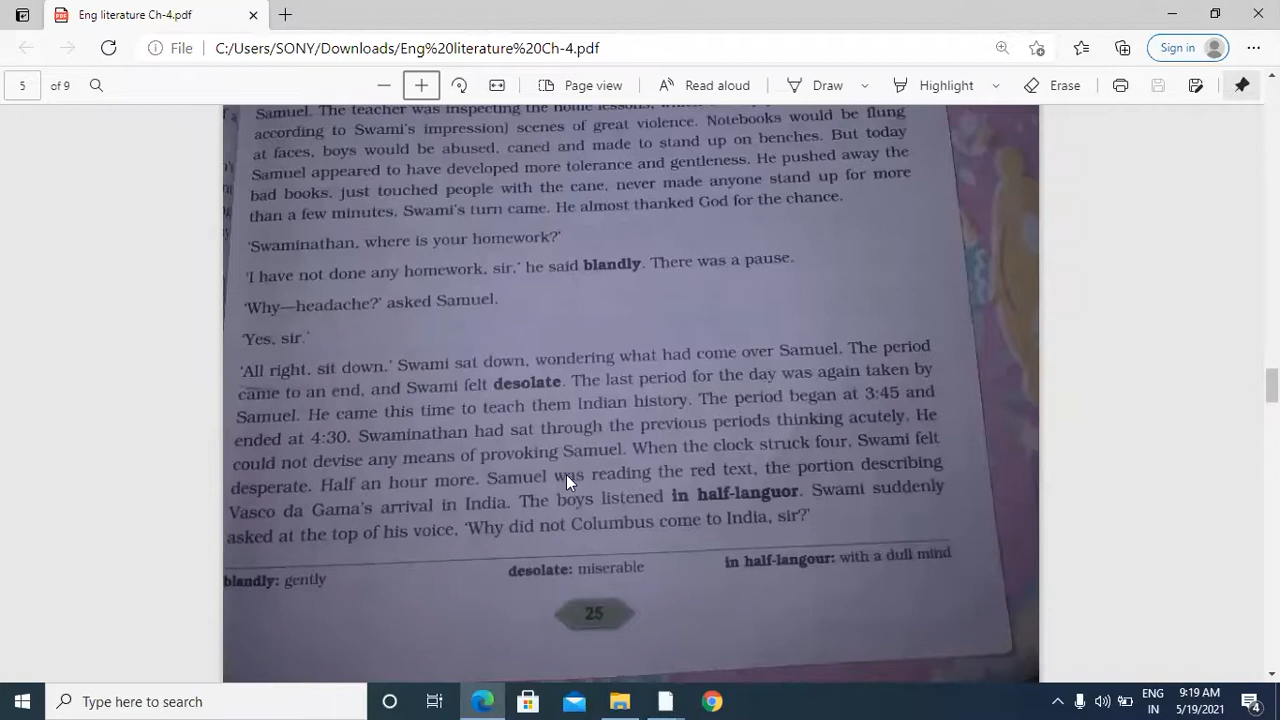 Eng literature Ch-4.pdf
File C:/Users/SONY/Downloads/Eng%20literature%20Ch-4.pdf Sign in
5 of 9 Page view Read aloud Draw Highlight Erase
Samuel. The teacher was inspecting the home lessons,
according to Swami's impression) scenes of great violence. Notebooks would be flung
at faces, boys would be abused, caned and made to stand up on benches. But today
Samuel appeared to have developed more tolerance and gentleness. He pushed away the
bad books, just touched people with the cane, never made anyone stand up for more
than a few minutes. Swami's turn came. He almost thanked God for the chance.
'Swaminathan, where is your homework?'
'I have not done any homework, sir,' he said blandly. There was a pause.
'Why—headache?' asked Samuel.
'Yes, sir.'
'All right, sit down.' Swami sat down, wondering what had come over Samuel. The period
came to an end, and Swami felt desolate. The last period for the day was again taken by
Samuel. He came this time to teach them Indian history. The period began at 3:45 and
ended at 4:30. Swaminathan had sat through the previous periods thinking acutely. He
could not devise any means of provoking Samuel. When the clock struck four, Swami felt
desperate. Half an hour more. Samuel was reading the red text, the portion describing
Vasco da Gama's arrival in India. The boys listened in half-languor. Swami suddenly
asked at the top of his voice, 'Why did not Columbus come to India, sir?'
blandly: gently desolate: miserable in half-langour: with a dull mind
25
Type here to search ENG IN 9:19 AM 5/19/2021 4